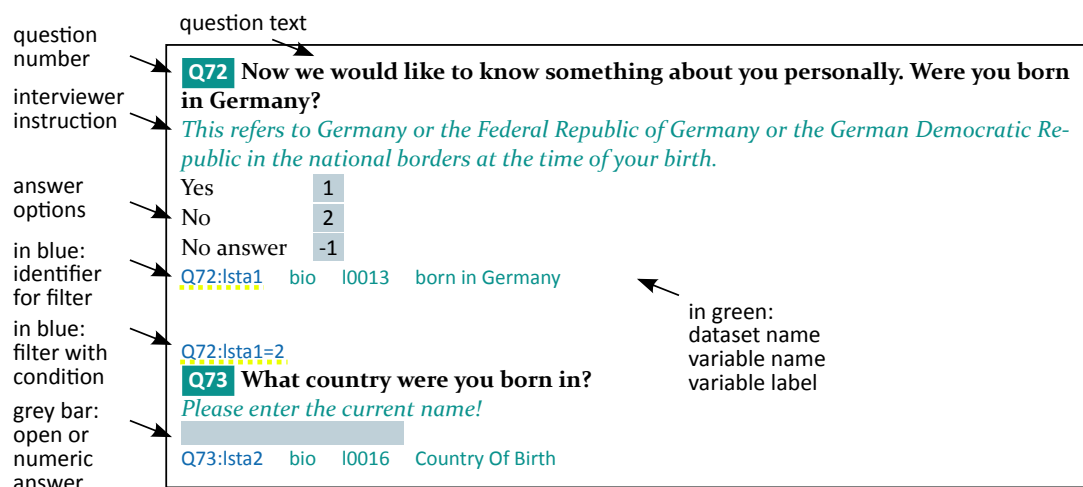 question text
question
number
Q72 Now we would like to know something about you personally. Were you born
in Germany?
interviewer
instruction
This refers to Germany or the Federal Republic of Germany or the German Democratic Re-
public in the national borders at the time of your birth.
answer
options
Yes 1
No 2
No answer -1
in blue:
identifier
for filter
Q72:lsta1 bio l0013 born in Germany
in green:
dataset name
variable name
variable label
in blue:
filter with
condition
Q72:lsta1=2
Q73 What country were you born in?
Please enter the current name!
grey bar:
open or
numeric
answer
Q73:lsta2 bio l0016 Country Of Birth